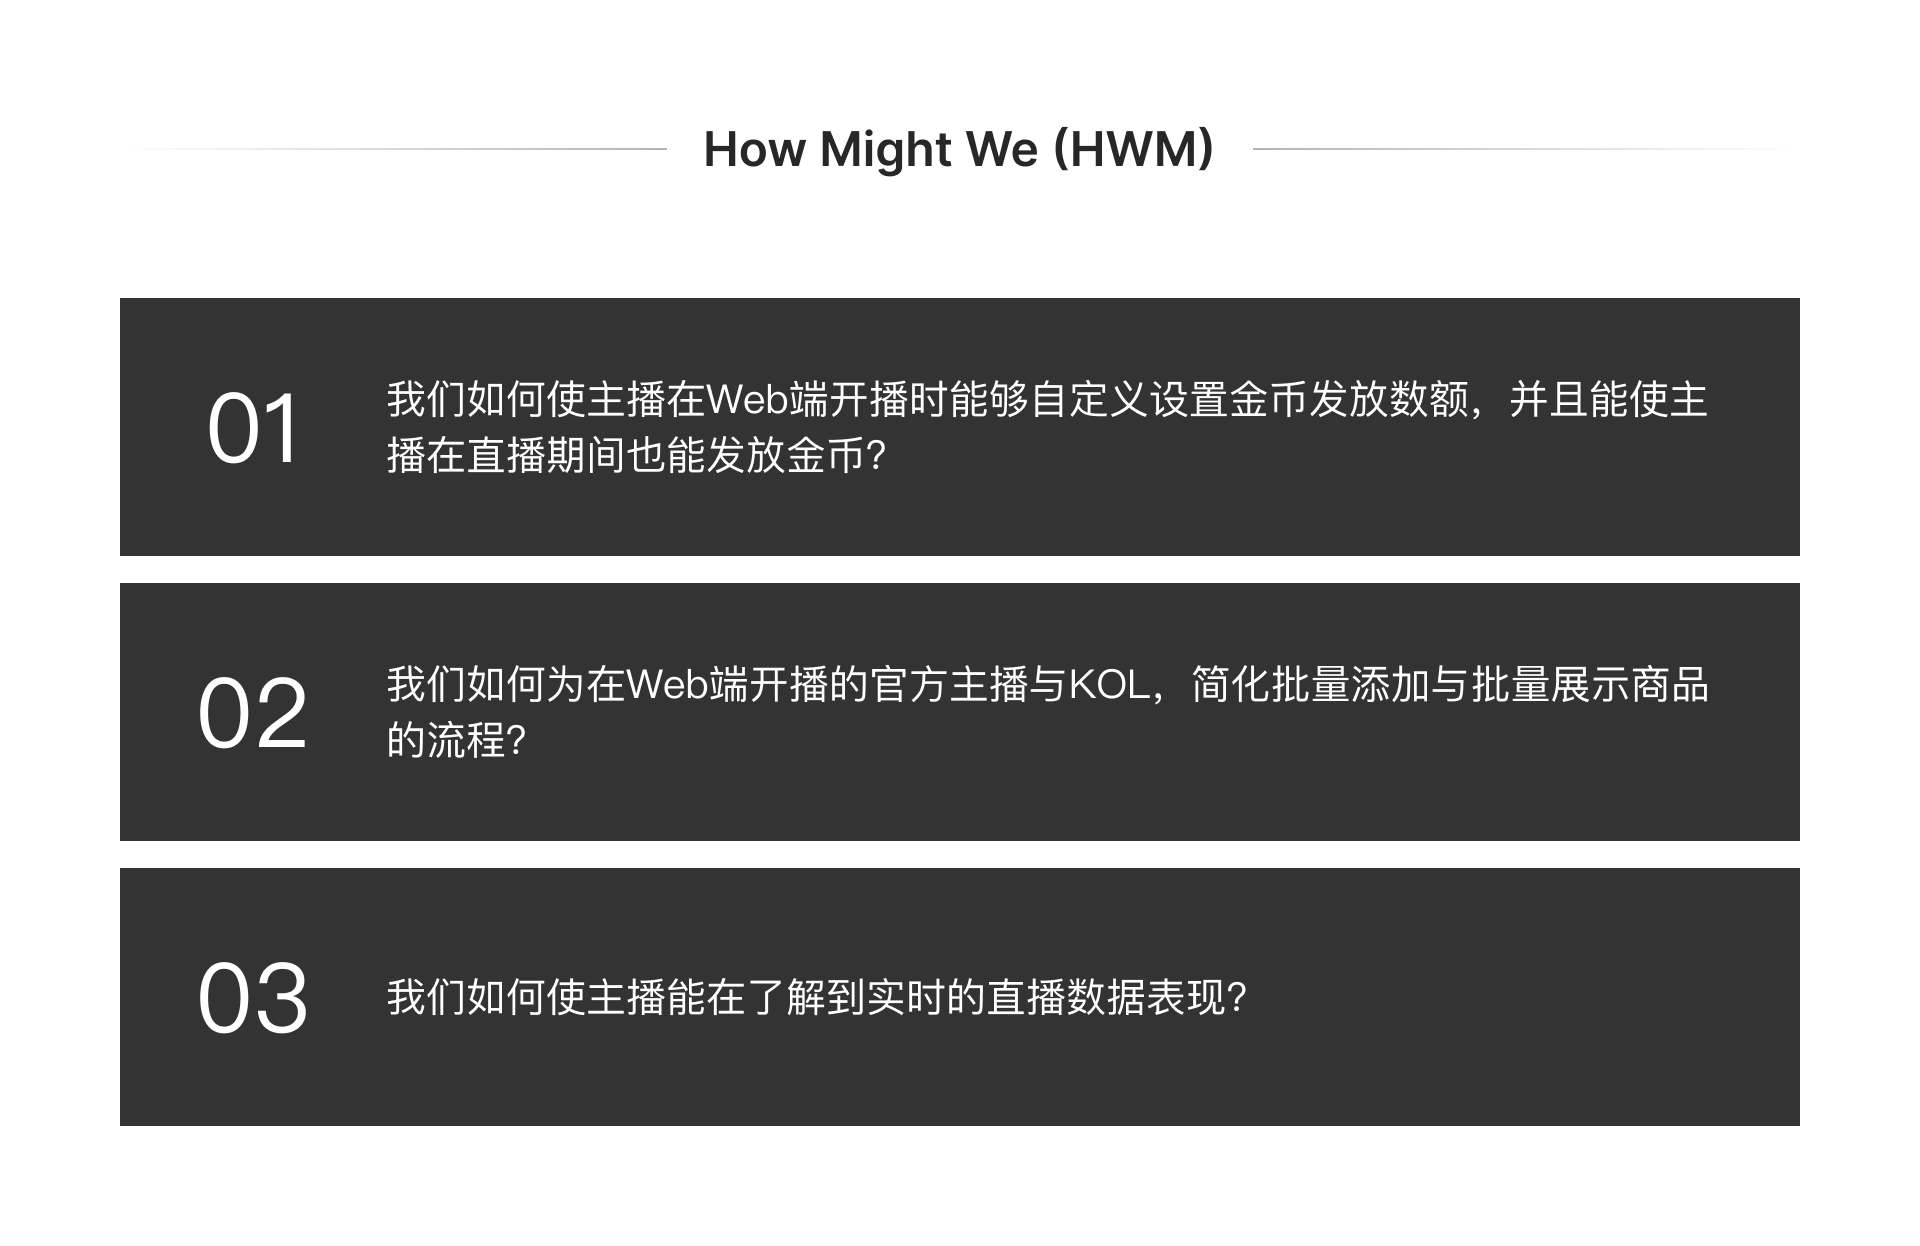 How Might We (HWM)
01
我们如何使主播在Web端开播时能够自定义设置金币发放数额，并且能使主
播在直播期间也能发放金币？
02
我们如何为在Web端开播的官方主播与KOL，简化批量添加与批量展示商品
的流程？
03
我们如何使主播能在了解到实时的直播数据表现？